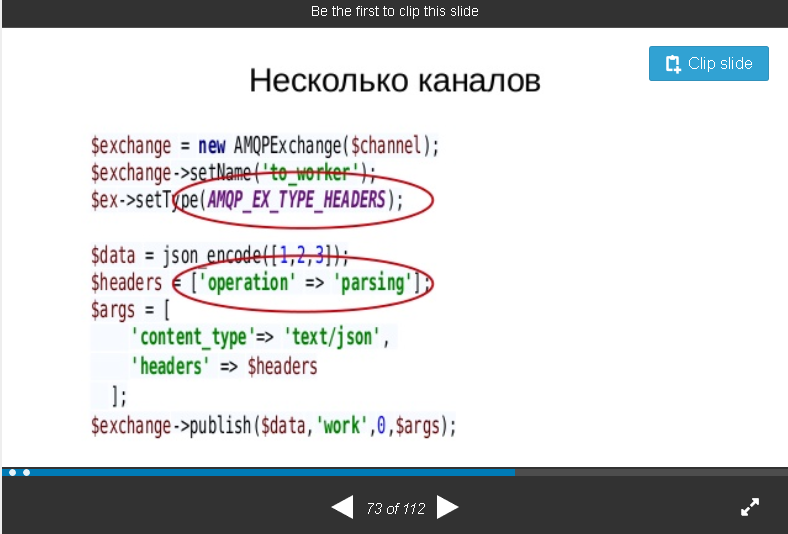 Be the first to clip this slide
Clip slide
Несколько каналов
$exchange = new AMQPExchange($channel);
$exchange->setName('to_worker');
$ex->setType(AMQP_EX_TYPE_HEADERS);
$data = json_encode([1,2,3]);
$headers = ['operation' => 'parsing'];
$args = [
'content_type'=> 'text/json',
'headers' => $headers
];
$exchange->publish($data,'work',0,$args);
73 of 112